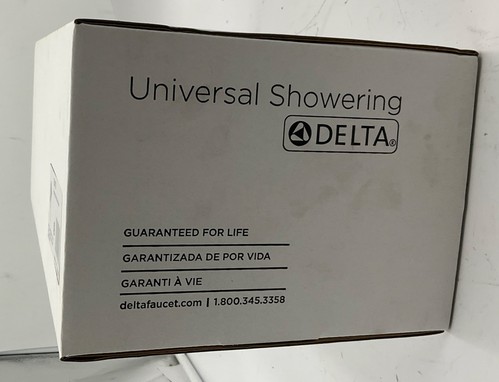 Universal Showering
DELTA®
GUARANTEED FOR LIFE
GARANTIZADA DE POR VIDA
GARANTI À VIE
deltafaucet.com | 1.800.345.3358